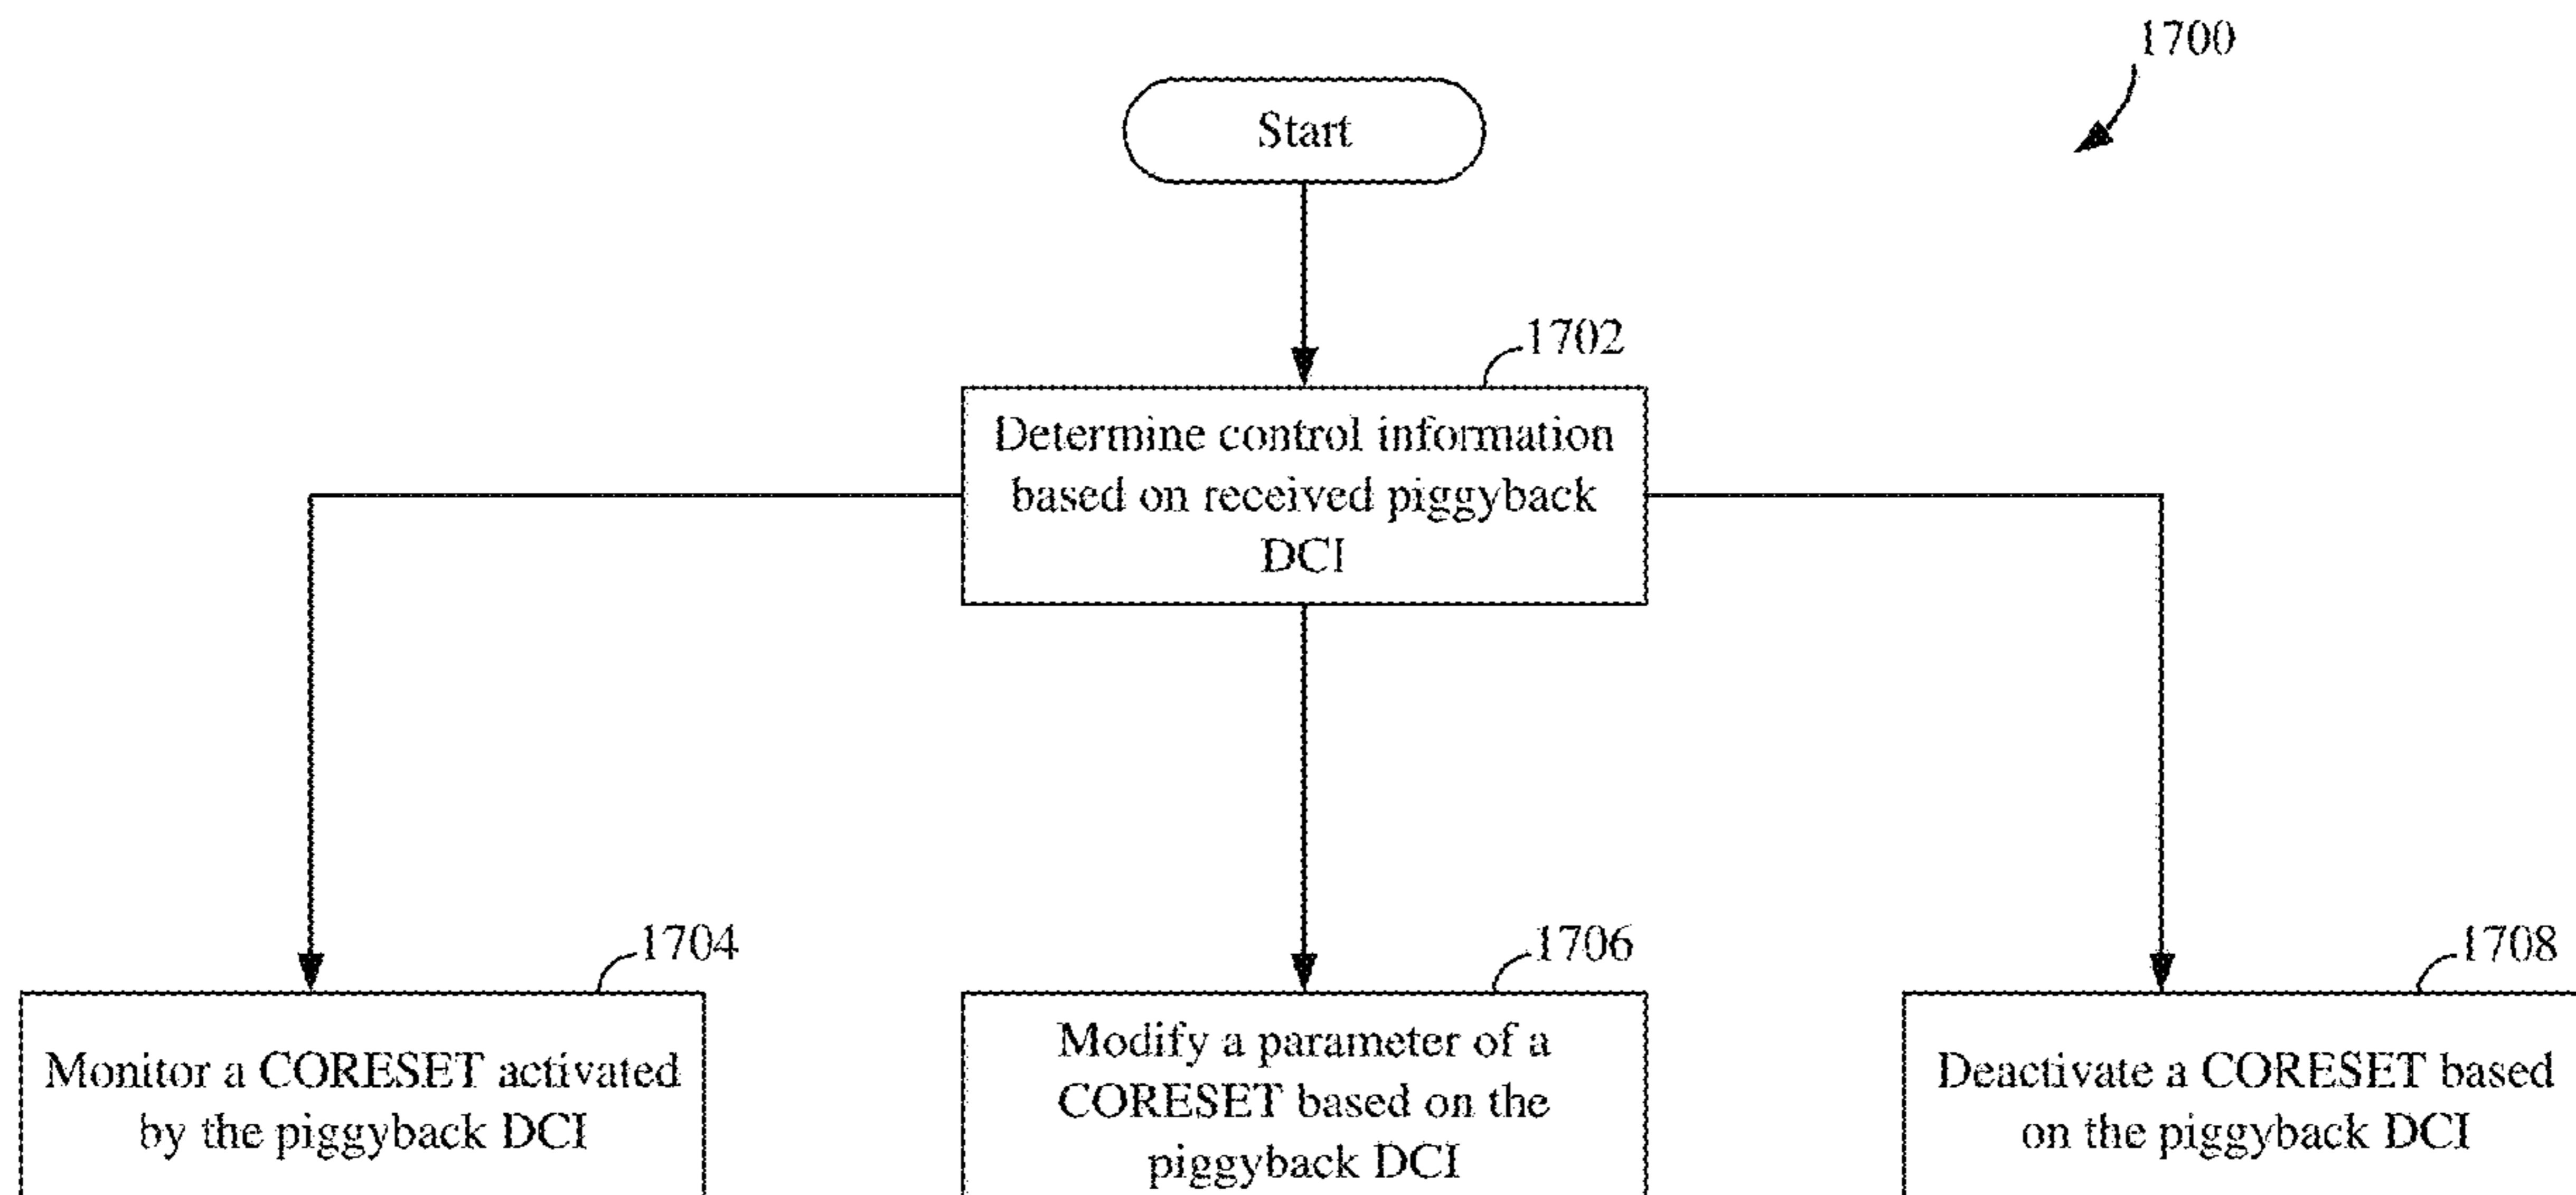 1700
Start
1702
Determine control information
based on received piggyback
DCI
1704
Monitor a CORESET activated
by the piggyback DCI
1706
Modify a parameter of a
CORESET based on the
piggyback DCI
1708
Deactivate a CORESET based
on the piggyback DCI